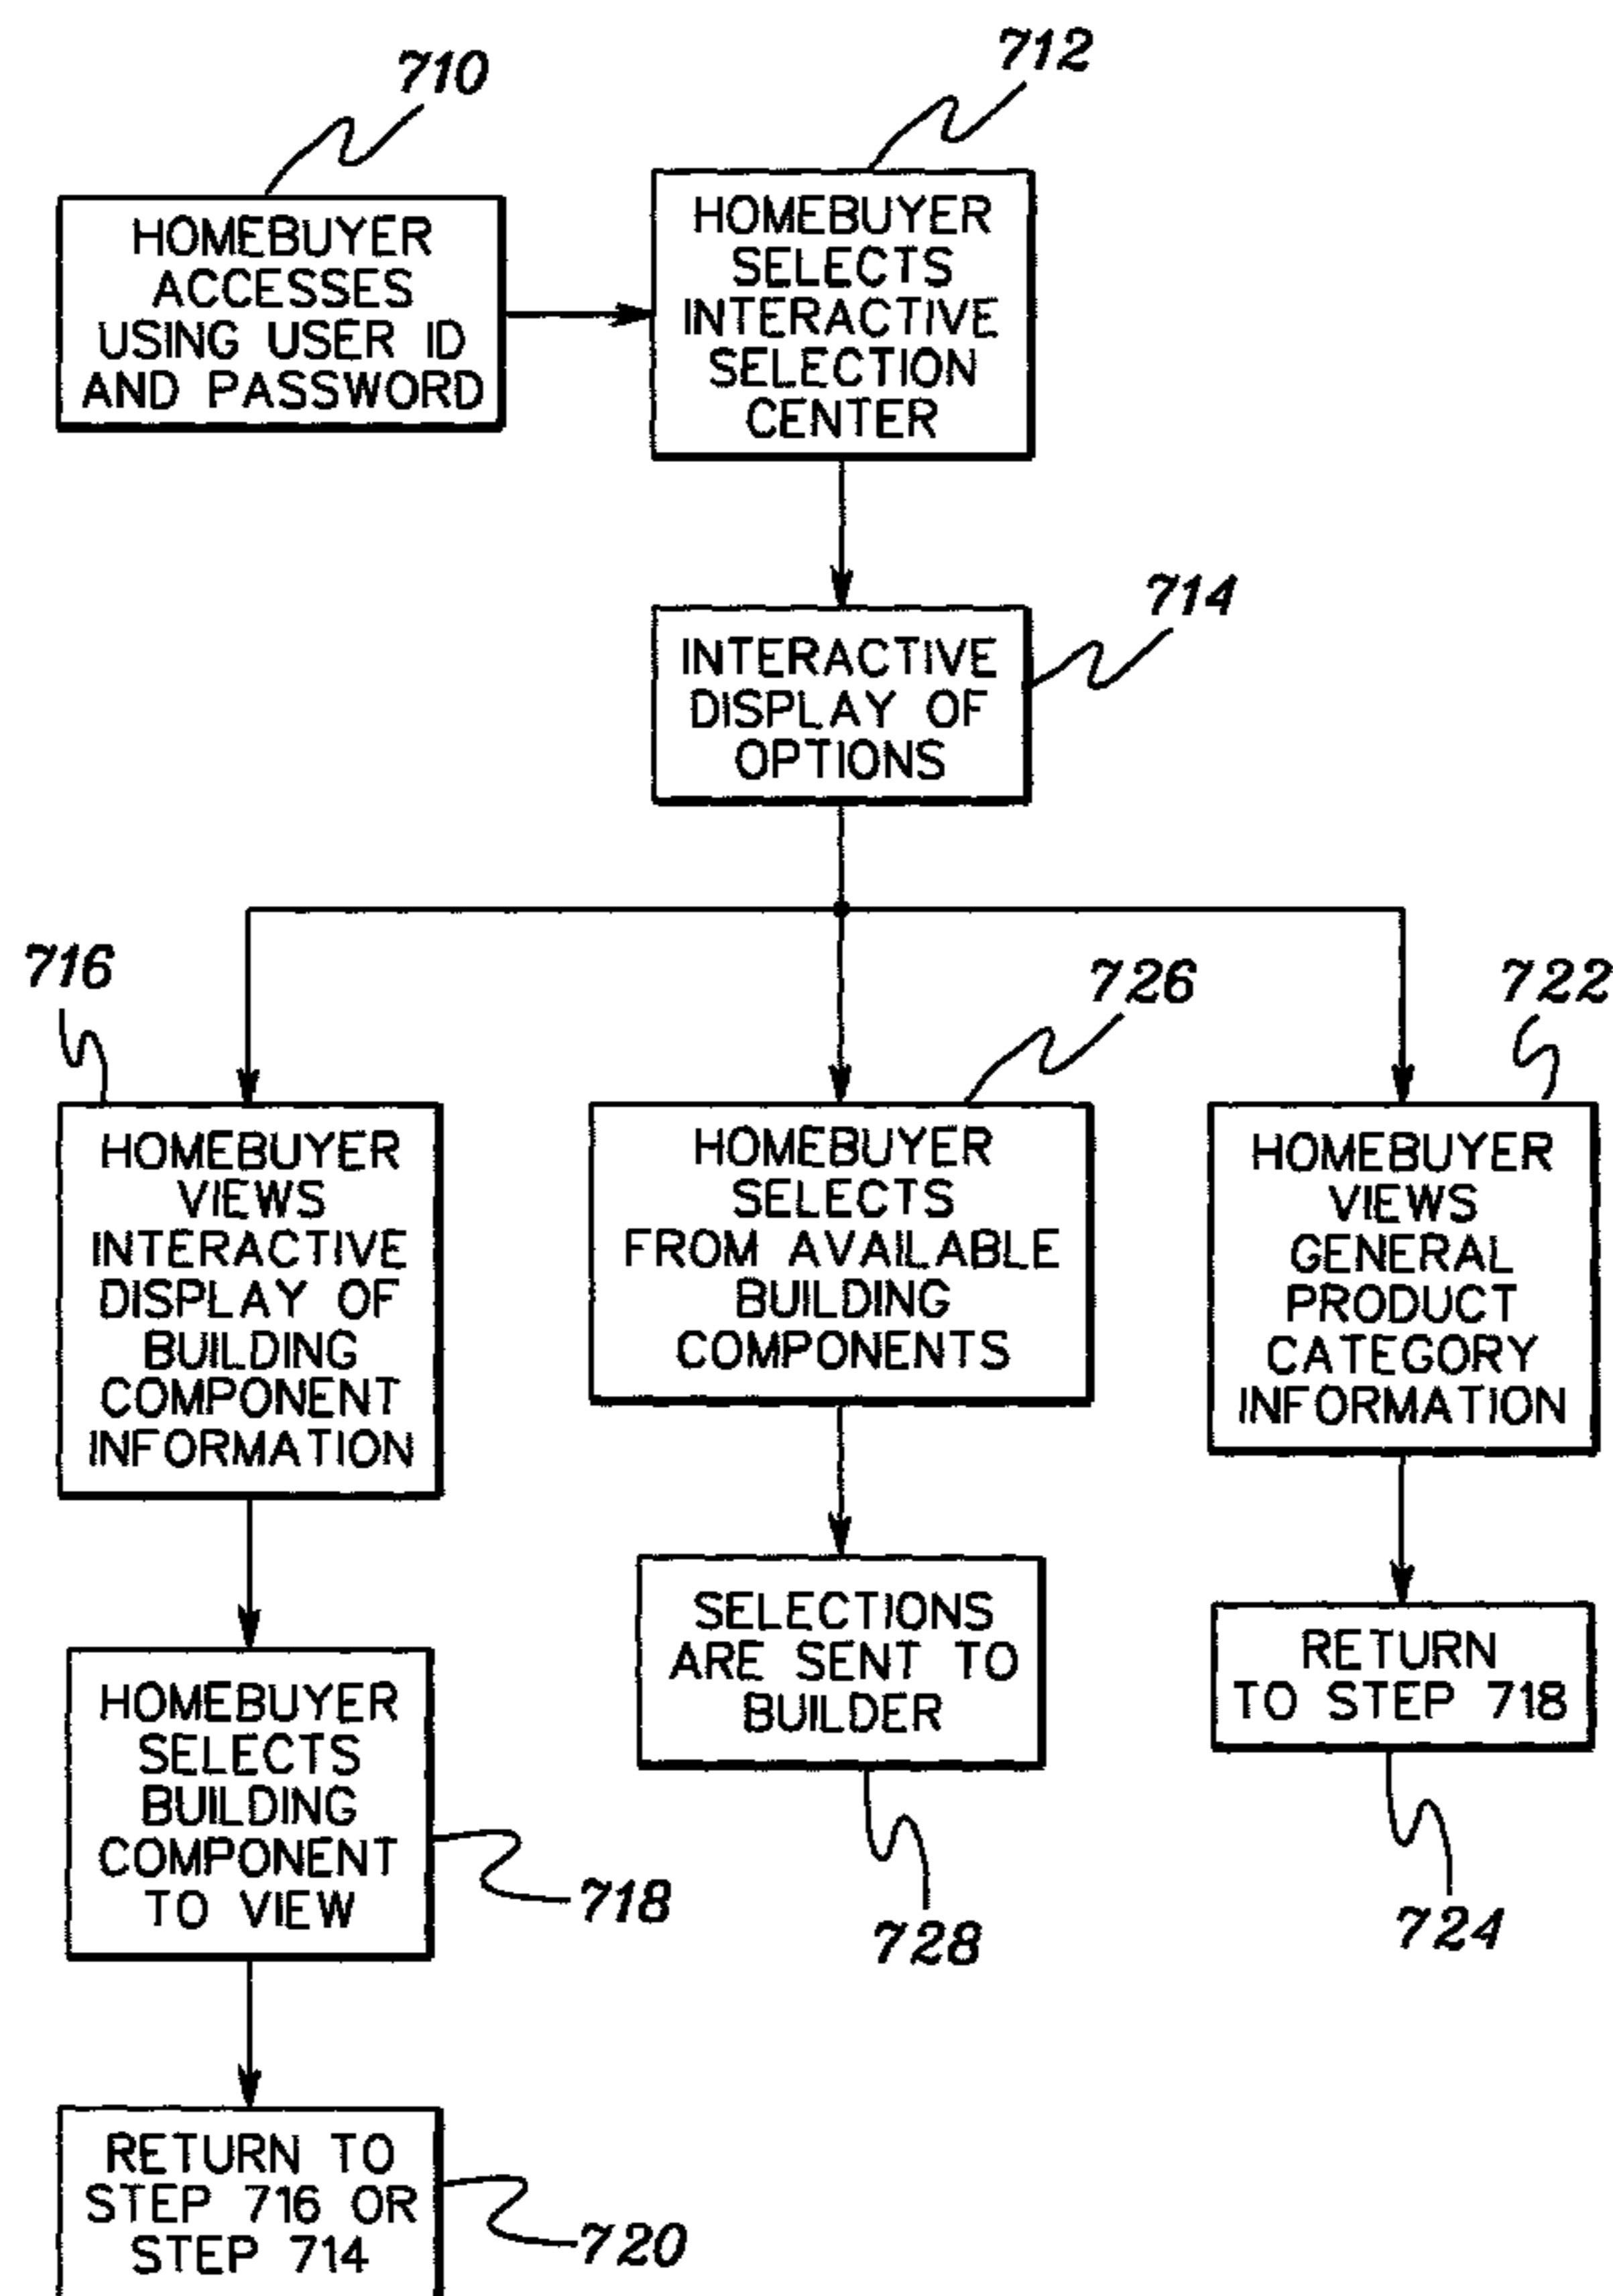 710
HOMEBUYER
ACCESSES
USING USER ID
AND PASSWORD
712
HOMEBUYER
SELECTS
INTERACTIVE
SELECTION
CENTER
714
INTERACTIVE
DISPLAY OF
OPTIONS
716
HOMEBUYER
VIEWS
INTERACTIVE
DISPLAY OF
BUILDING
COMPONENT
INFORMATION
726
HOMEBUYER
SELECTS
FROM AVAILABLE
BUILDING
COMPONENTS
722
HOMEBUYER
VIEWS
GENERAL
PRODUCT
CATEGORY
INFORMATION
HOMEBUYER
SELECTS
BUILDING
COMPONENT
TO VIEW
718
SELECTIONS
ARE SENT TO
BUILDER
728
RETURN
TO STEP 718
724
RETURN TO
STEP 716 OR
STEP 714
720